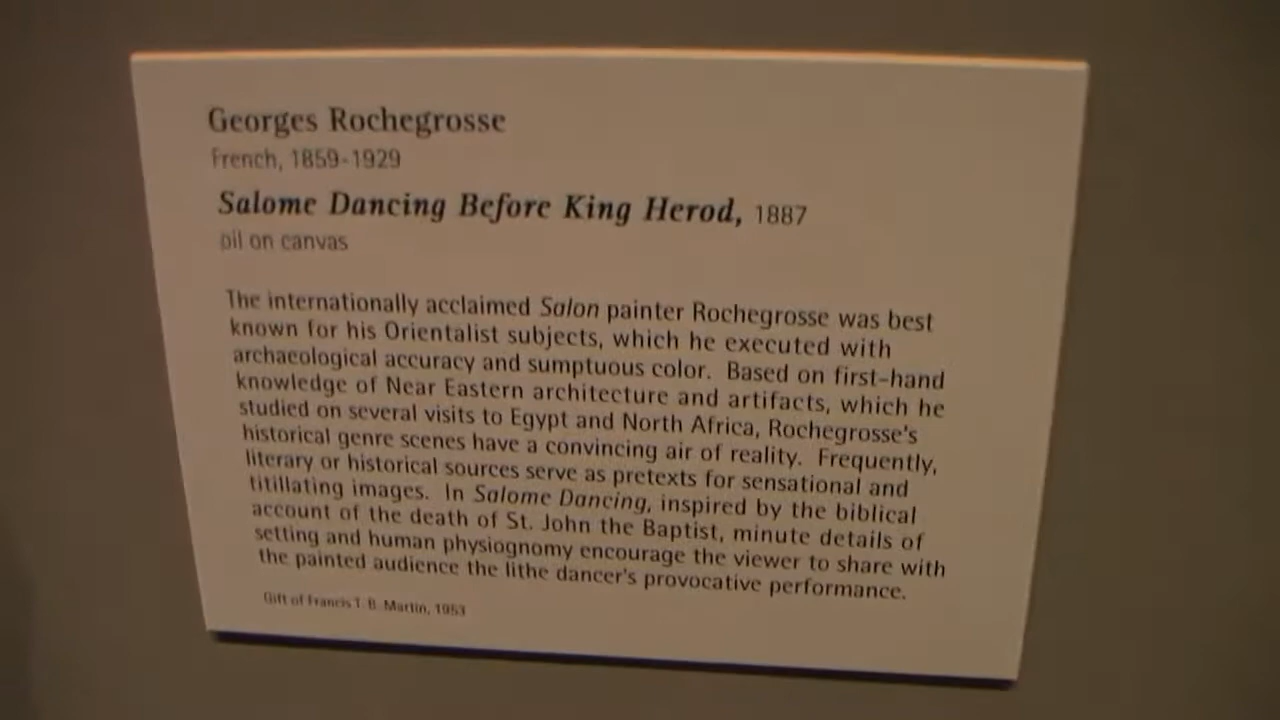 Georges Rochegrosse
French, 1859-1929
Salome Dancing Before King Herod, 1887
oil on canvas
The internationally acclaimed Salon painter Rochegrosse was best
known for his Orientalist subjects, which he executed with
archaeological accuracy and sumptuous color. Based on first-hand
knowledge of Near Eastern architecture and artifacts, which he
studied on several visits to Egypt and North Africa, Rochegrosse's
historical genre scenes have a convincing air of reality. Frequently,
literary or historical sources serve as pretexts for sensational and
titillating images. In Salome Dancing, inspired by the biblical
account of the death of St. John the Baptist, minute details of
setting and human physiognomy encourage the viewer to share with
the painted audience the lithe dancer's provocative performance.
Gift of Francis T. B. Martin, 1953